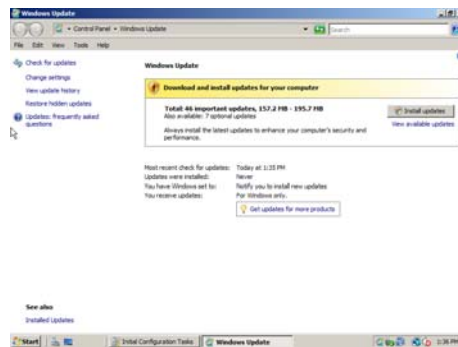 Windows Update
Control Panel ▸ Windows Update
Search
File Edit View Tools Help
Check for updates
Change settings
View update history
Restore hidden updates
Updates: frequently asked
questions
Windows Update
Download and install updates for your computer
Total: 46 important updates, 157.2 MB - 195.7 MB
Also available: 7 optional updates
Install updates
View available updates
Always install the latest updates to enhance your computer's security and
performance.
Most recent check for updates: Today at 1:35 PM
Updates were installed: Never
You have Windows set to: Notify you to install new updates
You receive updates: For Windows only.
Get updates for more products
See also
Installed Updates
Start
Initial Configuration Tasks
Windows Update
1:36 PM